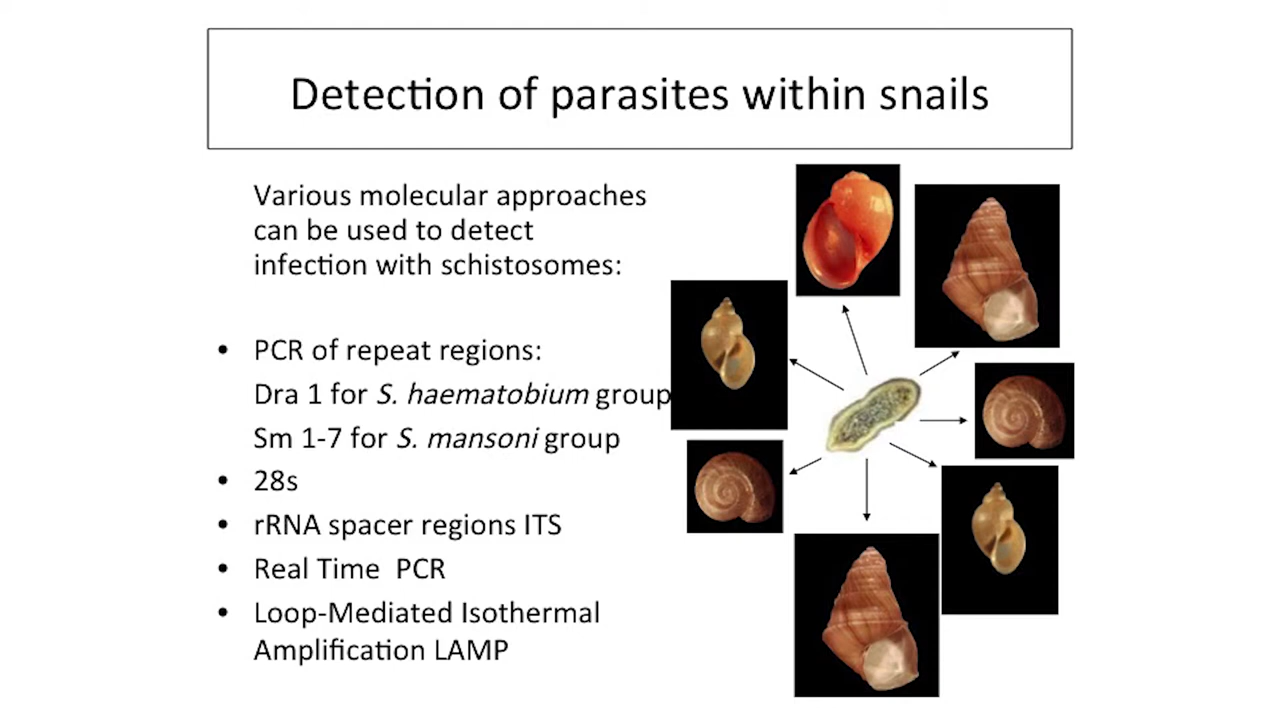 Detection of parasites within snails
Various molecular approaches
can be used to detect
infection with schistosomes:
• PCR of repeat regions:
Dra 1 for S. haematobium group
Sm 1-7 for S. mansoni group
• 28s
• rRNA spacer regions ITS
• Real Time  PCR
• Loop-Mediated Isothermal
Amplification LAMP